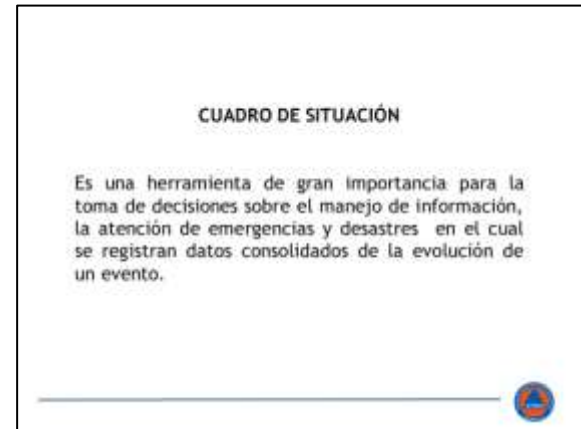 CUADRO DE SITUACIÓN
Es una herramienta de gran importancia para la
toma de decisiones sobre el manejo de información,
la atención de emergencias y desastres en el cual
se registran datos consolidados de la evolución de
un evento.